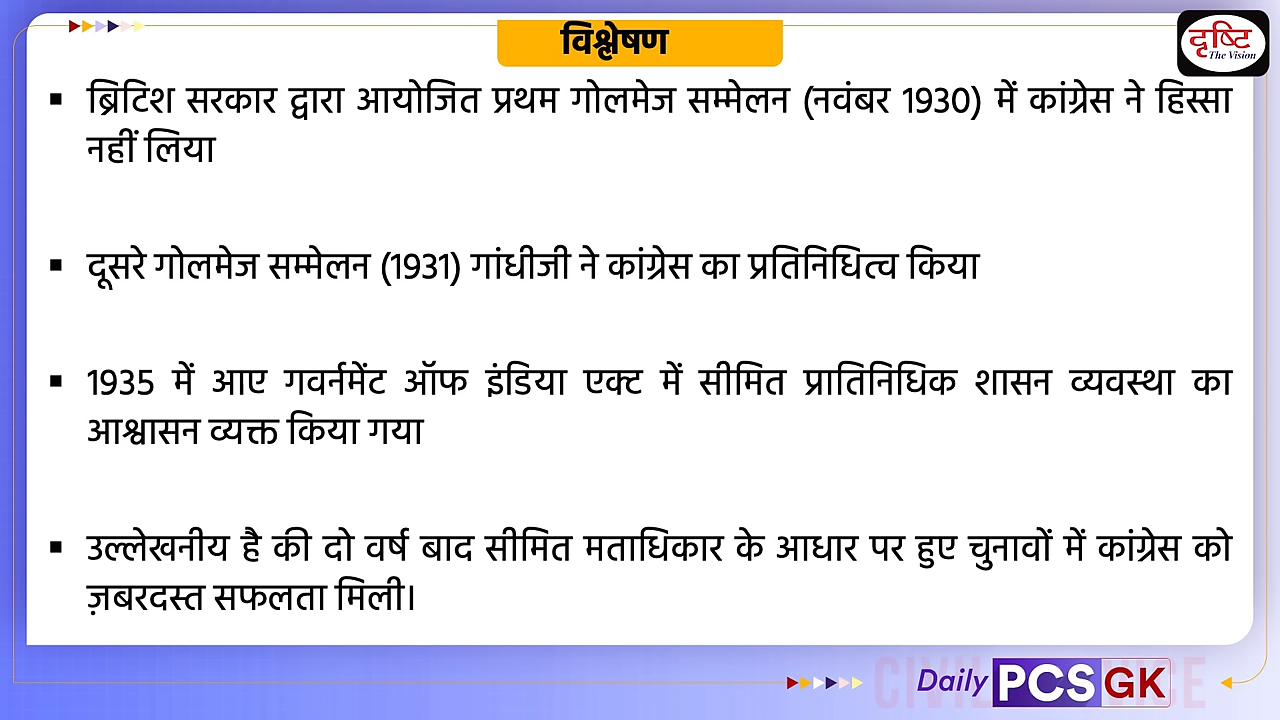 विश्लेषण
दृष्टि
The Vision
▪ ब्रिटिश सरकार द्वारा आयोजित प्रथम गोलमेज सम्मेलन (नवंबर 1930) में कांग्रेस ने हिस्सा
नहीं लिया
▪ दूसरे गोलमेज सम्मेलन (1931) गांधीजी ने कांग्रेस का प्रतिनिधित्व किया
▪ 1935 में आए गवर्नमेंट ऑफ इंडिया एक्ट में सीमित प्रातिनिधिक शासन व्यवस्था का
आश्वासन व्यक्त किया गया
▪ उल्लेखनीय है की दो वर्ष बाद सीमित मताधिकार के आधार पर हुए चुनावों में कांग्रेस को
ज़बरदस्त सफलता मिली।
Daily PCS GK